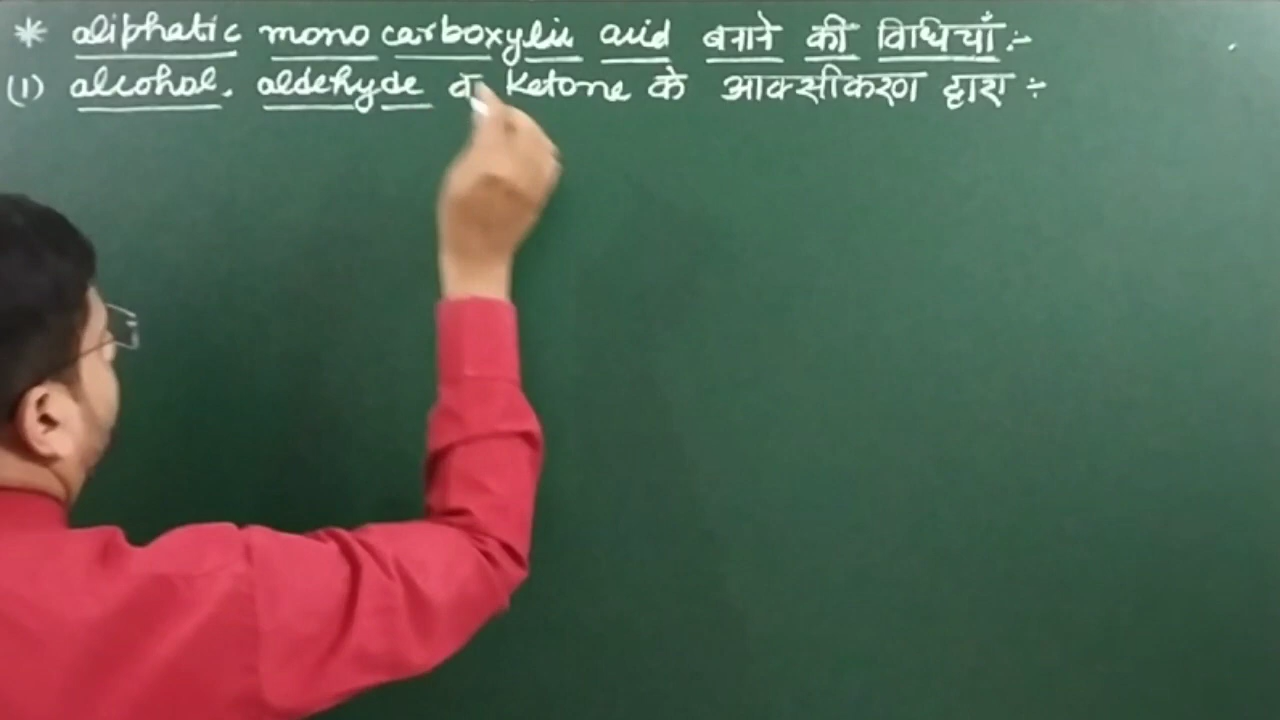 * aliphatic mono carboxylic acid बनाने की विधियाँ :-
(1) alcohol, aldehyde व ketone के आक्सीकरण द्वारा ÷